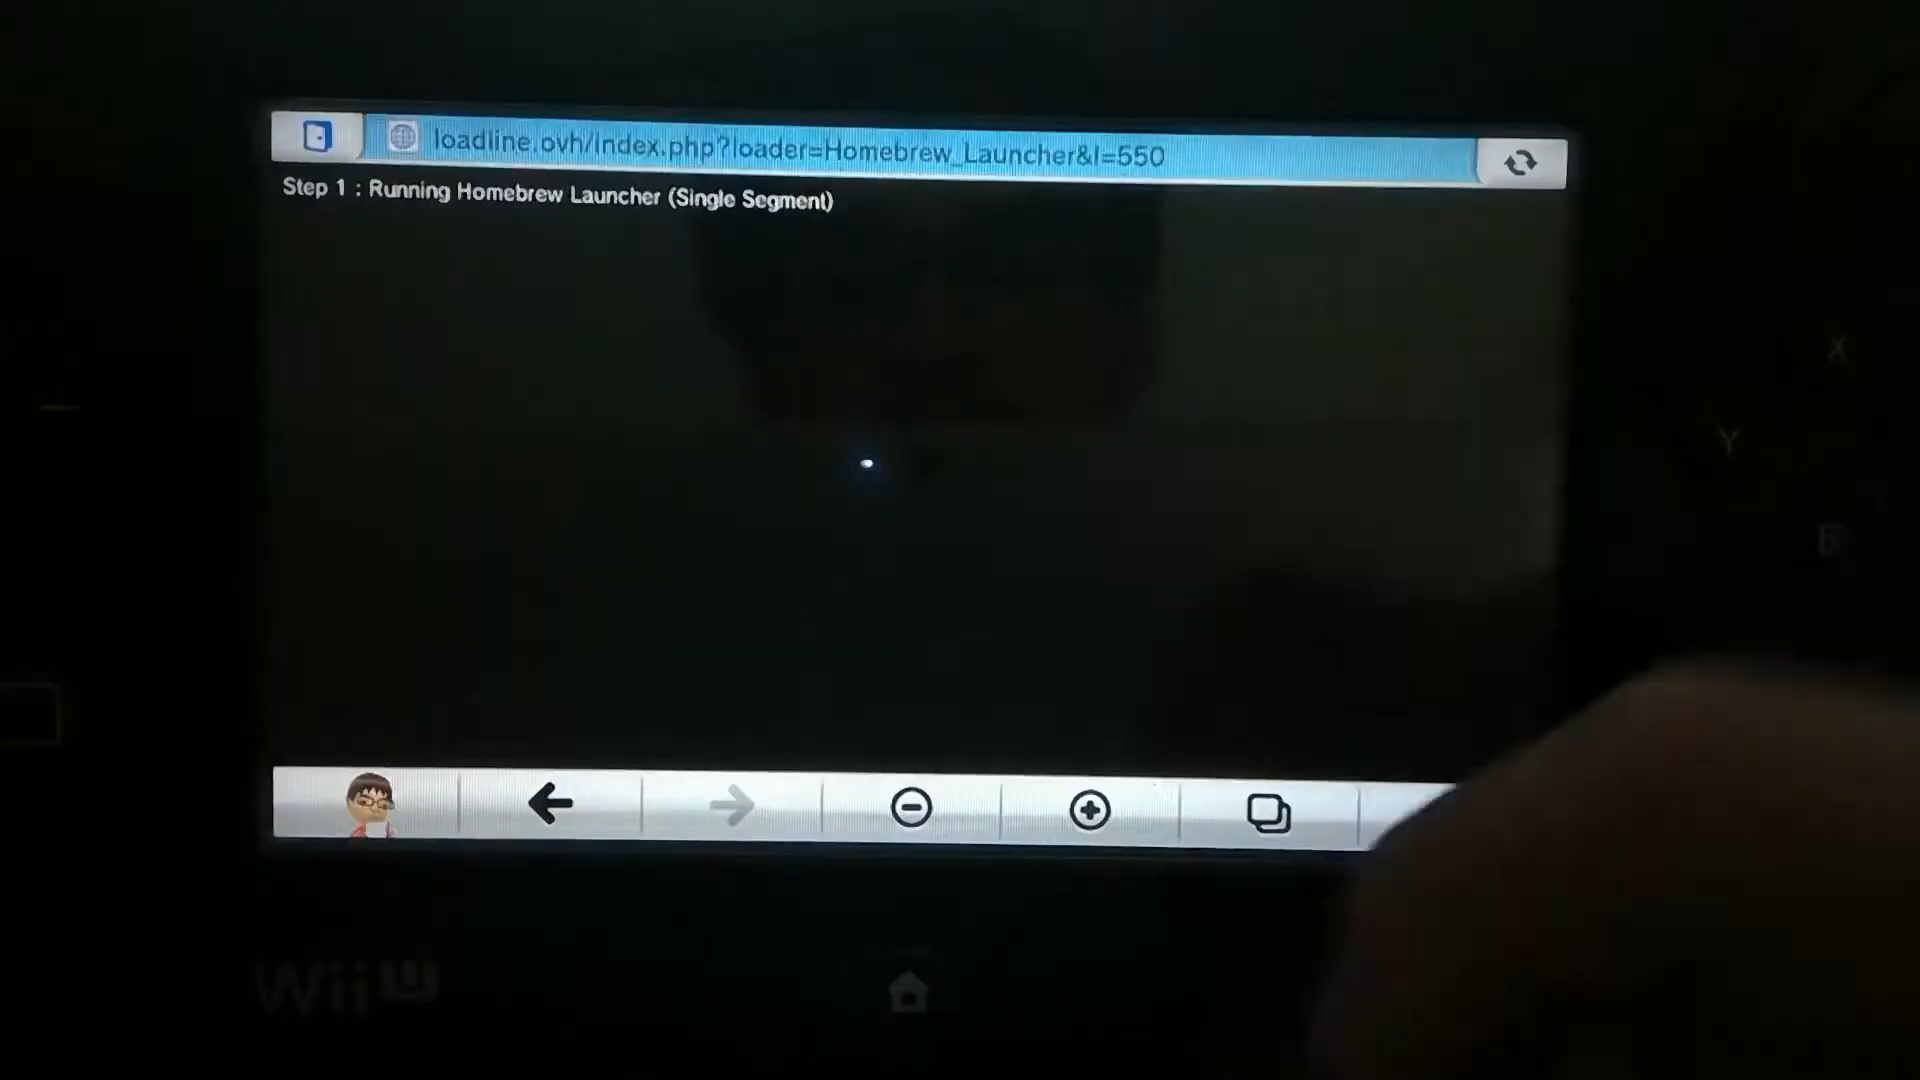 loadline.ovh/index.php?loader=Homebrew_Launcher&l=550
Step 1 : Running Homebrew Launcher (Single Segment)
X
Y
B
Wii U